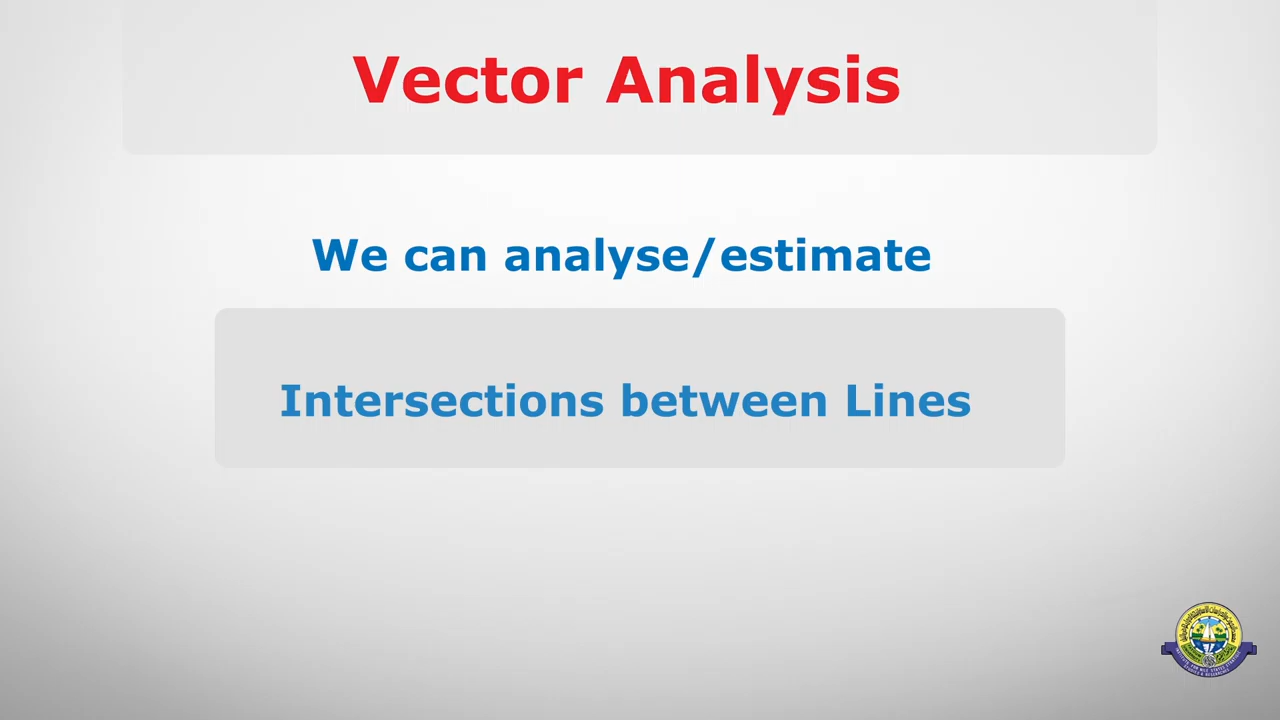 Vector Analysis
We can analyse/estimate
Intersections between Lines